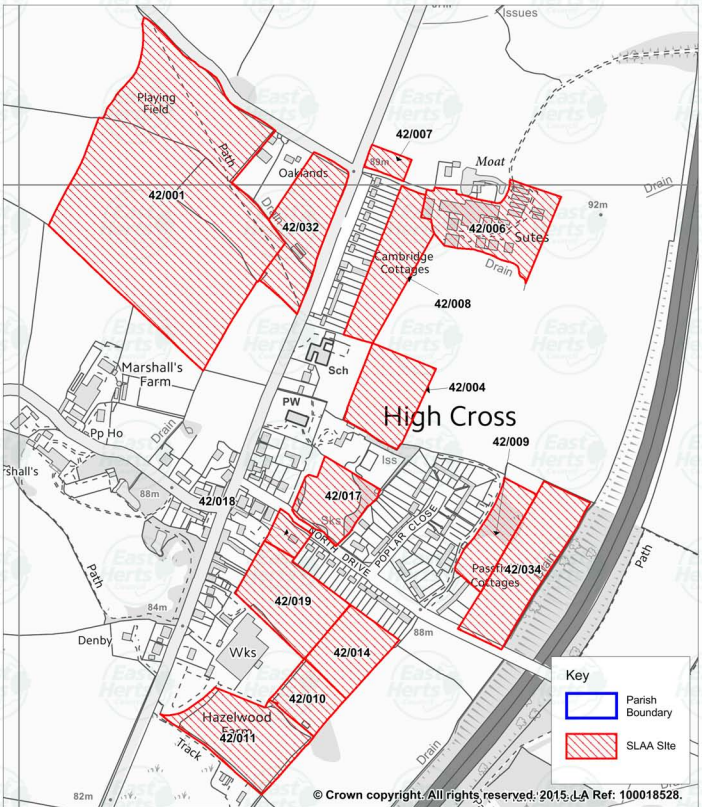 Issues
Playing
Field
42/007
89m
Moat
Path
Oaklands
Drain
42/001
92m
Drain
42/032
42/006
Sutes
Cambridge
Cottages
Drain
42/008
Marshall's
Farm
Sch
42/004
PW
High Cross
Pp Ho
Drain
42/009
Iss
shall's
88m
42/018
42/017
Sks
NORTH DRIVE
POPLAR CLOSE
Cottages
42/034
Drain
Path
Path
42/019
84m
88m
Denby
Wks
42/014
42/010
Hazelwood
Farm
42/011
Track
Drain
82m
Key
Parish
Boundary
SLAA SIte
East
Herts
© Crown copyright. All rights reserved. 2015. LA Ref: 100018528.